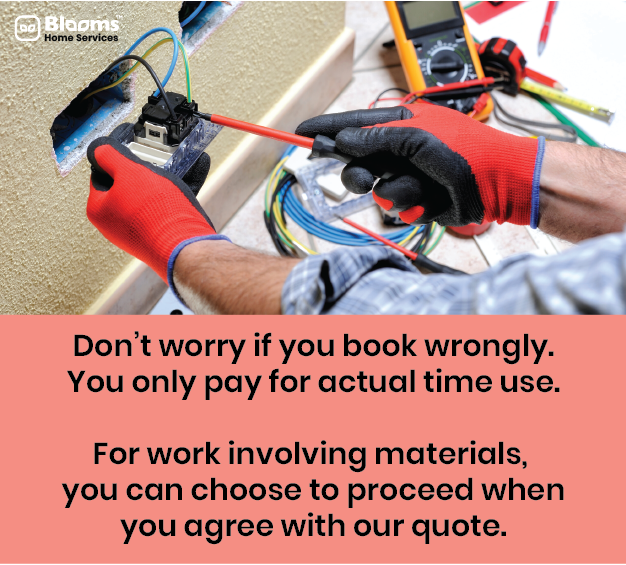 Blooms™
Home Services
Don't worry if you book wrongly.
You only pay for actual time use.
For work involving materials,
you can choose to proceed when
you agree with our quote.